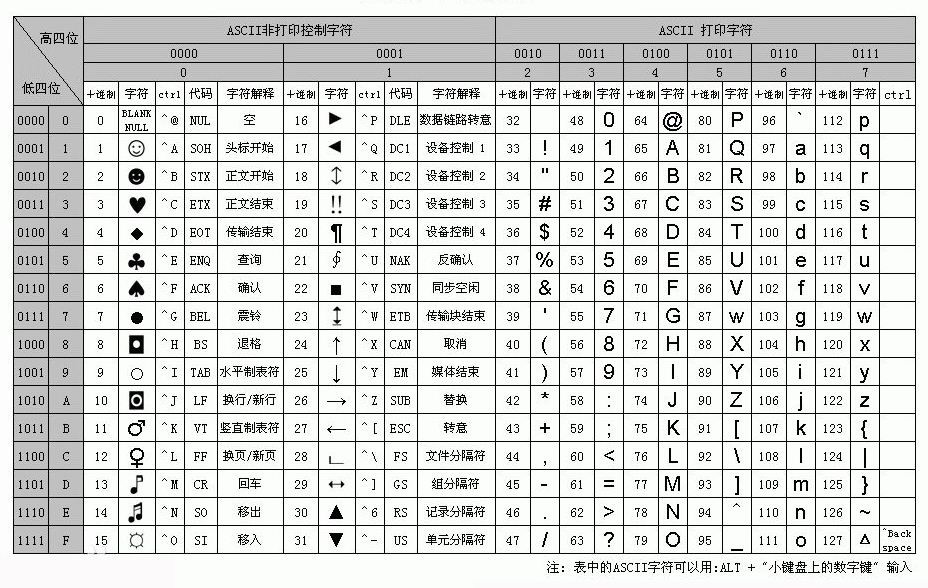 高四位
低四位
ASCII非打印控制字符 ASCII 打印字符
0000 0001 0010 0011 0100 0101 0110 0111
0 1 2 3 4 5 6 7
十进制 字符 ctrl 代码 字符解释 十进制 字符 ctrl 代码 字符解释 十进制 字符 十进制 字符 十进制 字符 十进制 字符 十进制 字符 十进制 字符 ctrl
0000 0 0 BLANK NULL ^@ NUL 空 16 ► ^P DLE 数据链路转意 32 48 0 64 @ 80 P 96 ` 112 p
0001 1 1 ☺ ^A SOH 头标开始 17 ◄ ^Q DC1 设备控制 1 33 ! 49 1 65 A 81 Q 97 a 113 q
0010 2 2 ☻ ^B STX 正文开始 18 ↕ ^R DC2 设备控制 2 34 " 50 2 66 B 82 R 98 b 114 r
0011 3 3 ♥ ^C ETX 正文结束 19 ‼ ^S DC3 设备控制 3 35 # 51 3 67 C 83 S 99 c 115 s
0100 4 4 ◆ ^D EOT 传输结束 20 ¶ ^T DC4 设备控制 4 36 $ 52 4 68 D 84 T 100 d 116 t
0101 5 5 ♣ ^E ENQ 查询 21 ∮ ^U NAK 反确认 37 % 53 5 69 E 85 U 101 e 117 u
0110 6 6 ♠ ^F ACK 确认 22 ■ ^V SYN 同步空闲 38 & 54 6 70 F 86 V 102 f 118 v
0111 7 7 ● ^G BEL 震铃 23 ↨ ^W ETB 传输块结束 39 ' 55 7 71 G 87 w 103 g 119 w
1000 8 8 ◘ ^H BS 退格 24 ↑ ^X CAN 取消 40 ( 56 8 72 H 88 X 104 h 120 x
1001 9 9 ○ ^I TAB 水平制表符 25 ↓ ^Y EM 媒体结束 41 ) 57 9 73 I 89 Y 105 i 121 y
1010 A 10 ◙ ^J LF 换行/新行 26 → ^Z SUB 替换 42 * 58 : 74 J 90 Z 106 j 122 z
1011 B 11 ♂ ^K VT 竖直制表符 27 ← ^[ ESC 转意 43 + 59 ; 75 K 91 [ 107 k 123 {
1100 C 12 ♀ ^L FF 换页/新页 28 ∟ ^\ FS 文件分隔符 44 , 60 < 76 L 92 \ 108 l 124 |
1101 D 13 ♪ ^M CR 回车 29 ↔ ^] GS 组分隔符 45 - 61 = 77 M 93 ] 109 m 125 }
1110 E 14 ♫ ^N SO 移出 30 ▲ ^6 RS 记录分隔符 46 . 62 > 78 N 94 ^ 110 n 126 ~
1111 F 15 ☼ ^O SI 移入 31 ▼ ^- US 单元分隔符 47 / 63 ? 79 O 95 _ 111 o 127 Δ ^Back space
注: 表中的ASCII字符可以用:ALT + "小键盘上的数字键" 输入